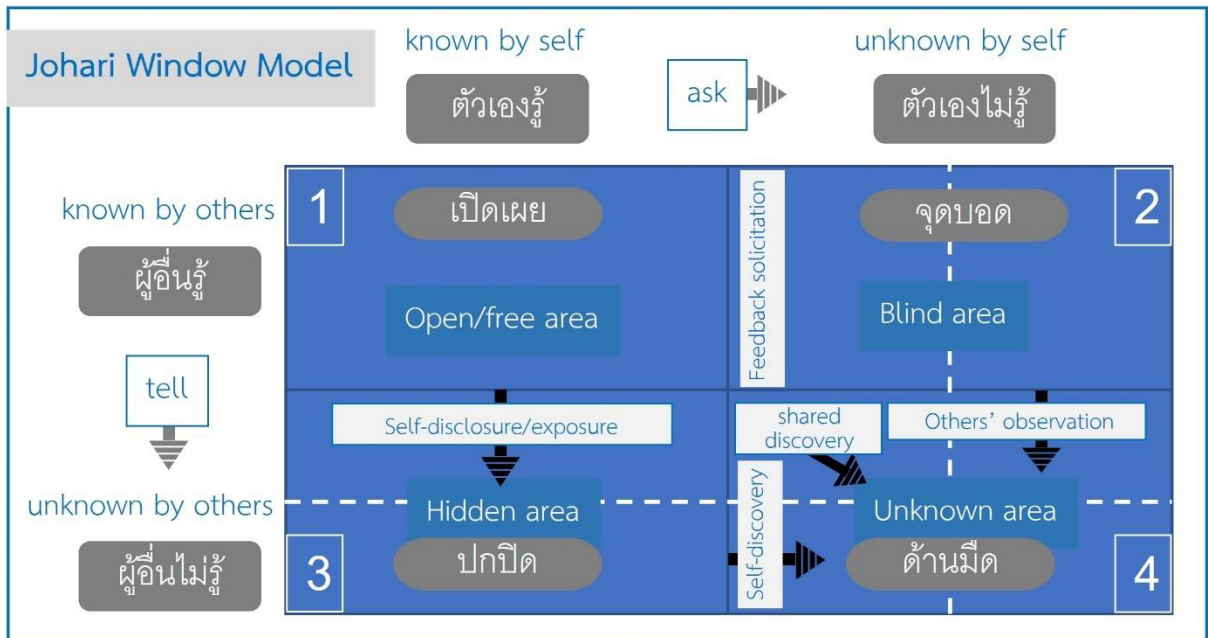 Johari Window Model
known by self
ตัวเองรู้
ask
unknown by self
ตัวเองไม่รู้
known by others
ผู้อื่นรู้
tell
unknown by others
ผู้อื่นไม่รู้
1
เปิดเผย
Open/free area
Feedback solicitation
จุดบอด
2
Blind area
Self-disclosure/exposure
shared
discovery
Others’ observation
Hidden area
ปกปิด
3
Self-discovery
Unknown area
ด้านมืด
4